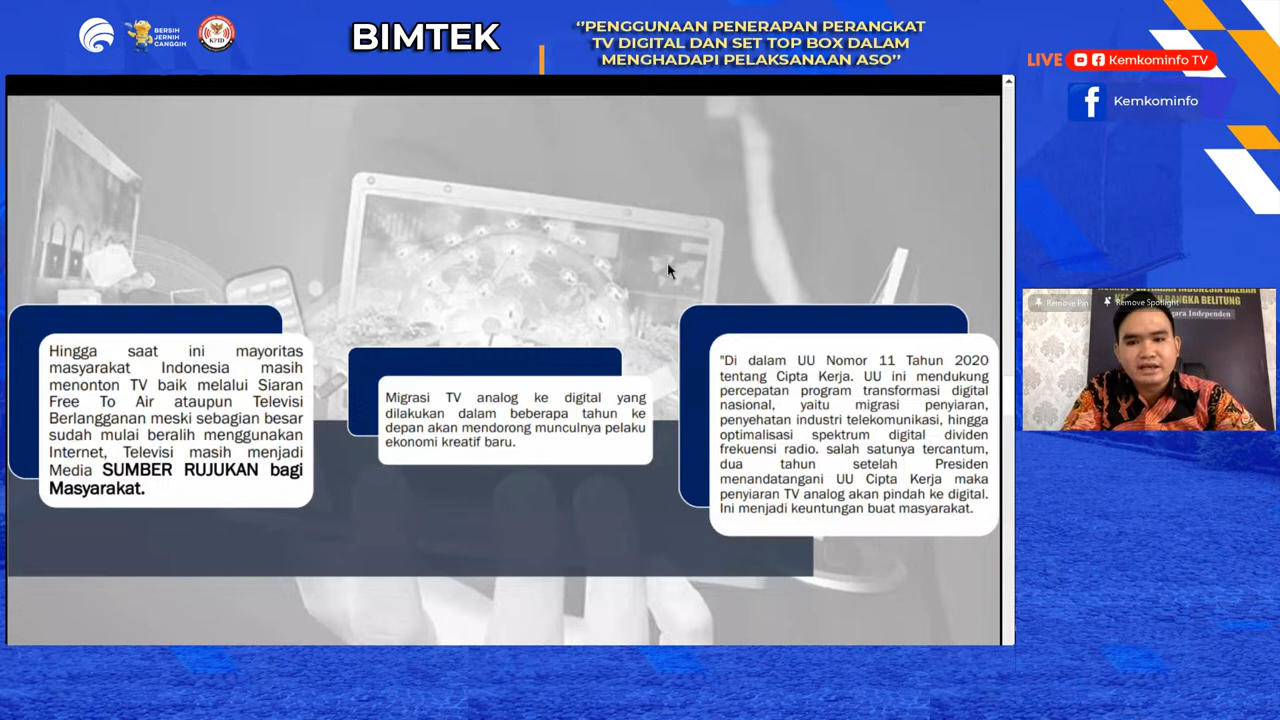 BERSIH
JERNIH
CANGGIH
KPID
BIMTEK
"PENGGUNAAN PENERAPAN PERANGKAT
TV DIGITAL DAN SET TOP BOX DALAM
MENGHADAPI PELAKSANAAN ASO"
LIVE Kemkominfo TV
f Kemkominfo
Hingga saat ini mayoritas
masyarakat Indonesia masih
menonton TV baik melalui Siaran
Free To Air ataupun Televisi
Berlangganan meski sebagian besar
sudah mulai beralih menggunakan
Internet, Televisi masih menjadi
Media SUMBER RUJUKAN bagi
Masyarakat.
Migrasi TV analog ke digital yang
dilakukan dalam beberapa tahun ke
depan akan mendorong munculnya pelaku
ekonomi kreatif baru.
"Di dalam UU Nomor 11 Tahun 2020
tentang Cipta Kerja. UU ini mendukung
percepatan program transformasi digital
nasional, yaitu migrasi penyiaran,
penyehatan industri telekomunikasi, hingga
optimalisasi spektrum digital dividen
frekuensi radio. salah satunya tercantum,
dua tahun setelah Presiden
menandatangani UU Cipta Kerja maka
penyiaran TV analog akan pindah ke digital.
Ini menjadi keuntungan buat masyarakat.
INDONESIA DAERAH
Remove Pin
Remove Spotlight
BANGKA BELITUNG
Negara Independen